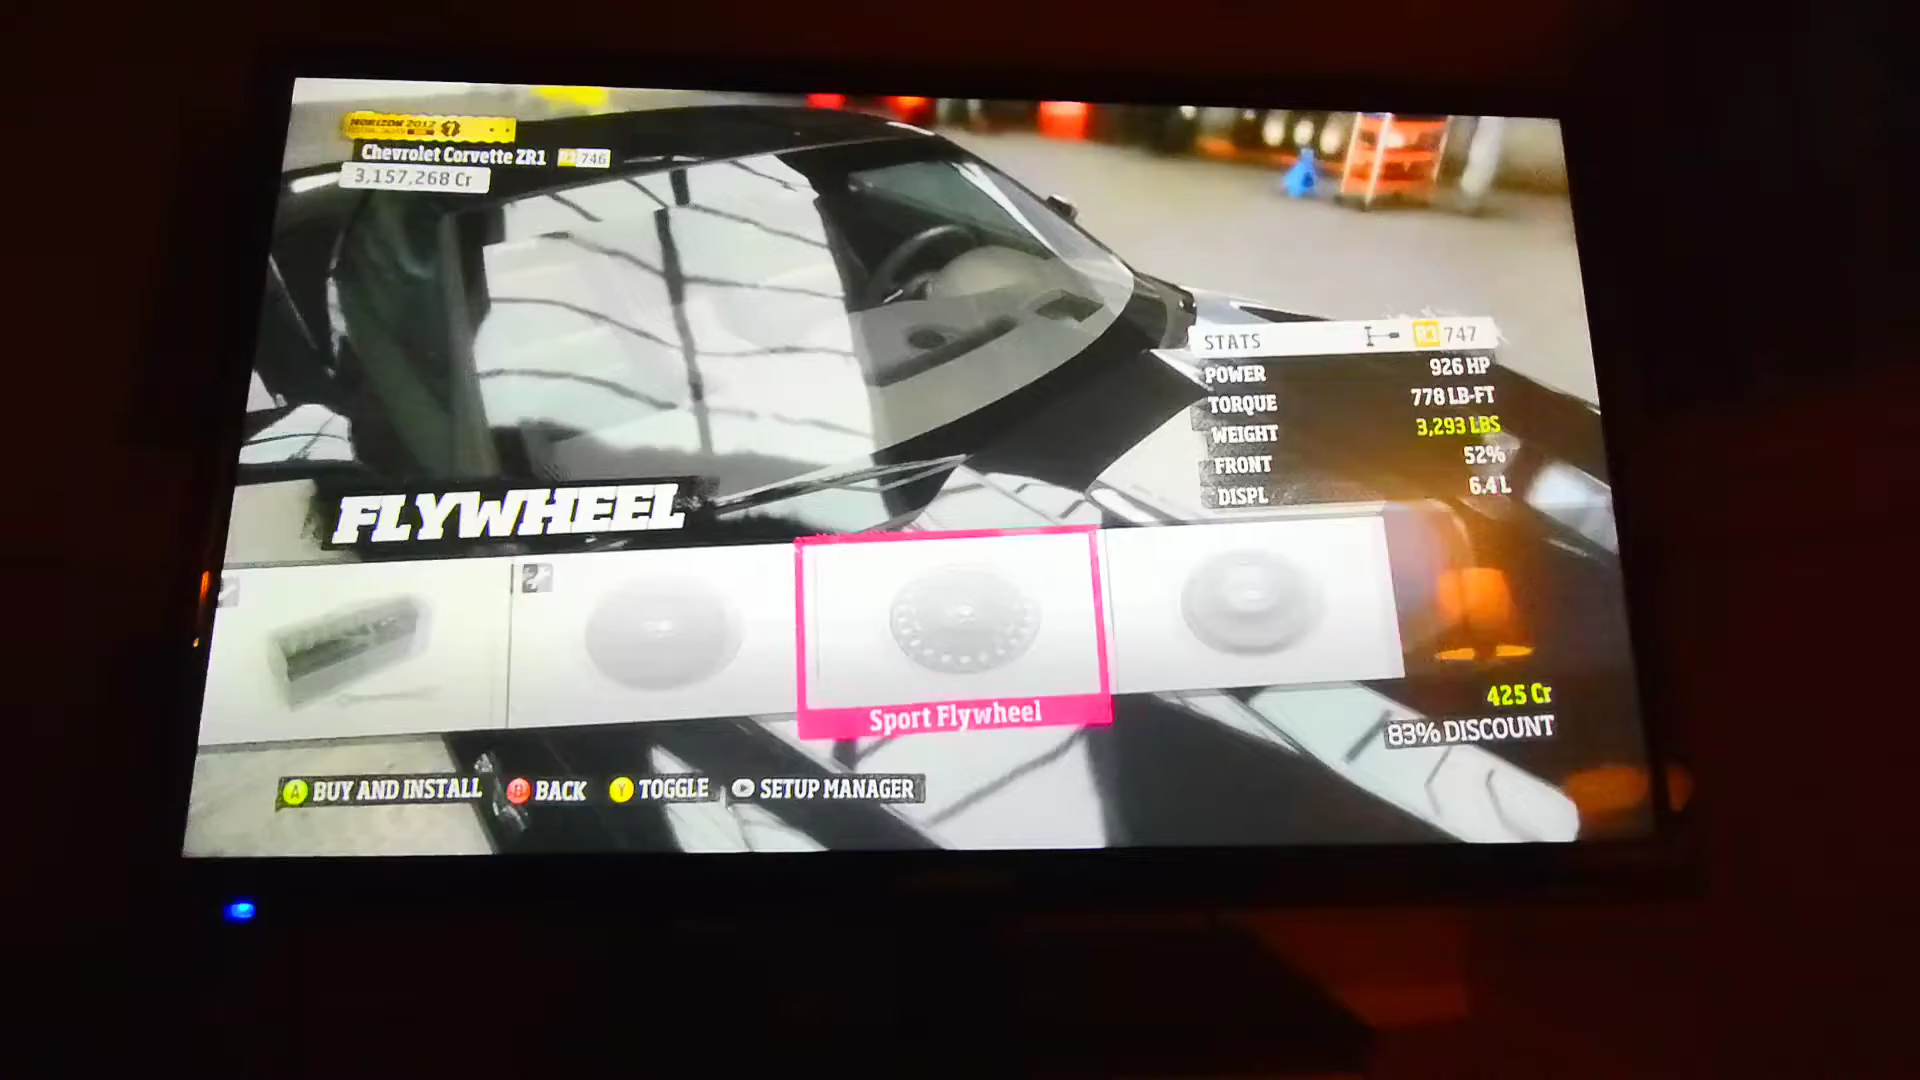 HORIZON 2012
Chevrolet Corvette ZR1 746
3,157,268 Cr
STATS 747
POWER 926 HP
TORQUE 778 LB-FT
WEIGHT 3,293 LBS
FRONT 52%
DISPL 6.4 L
FLYWHEEL
Sport Flywheel
425 Cr
83% DISCOUNT
A BUY AND INSTALL B BACK Y TOGGLE SETUP MANAGER